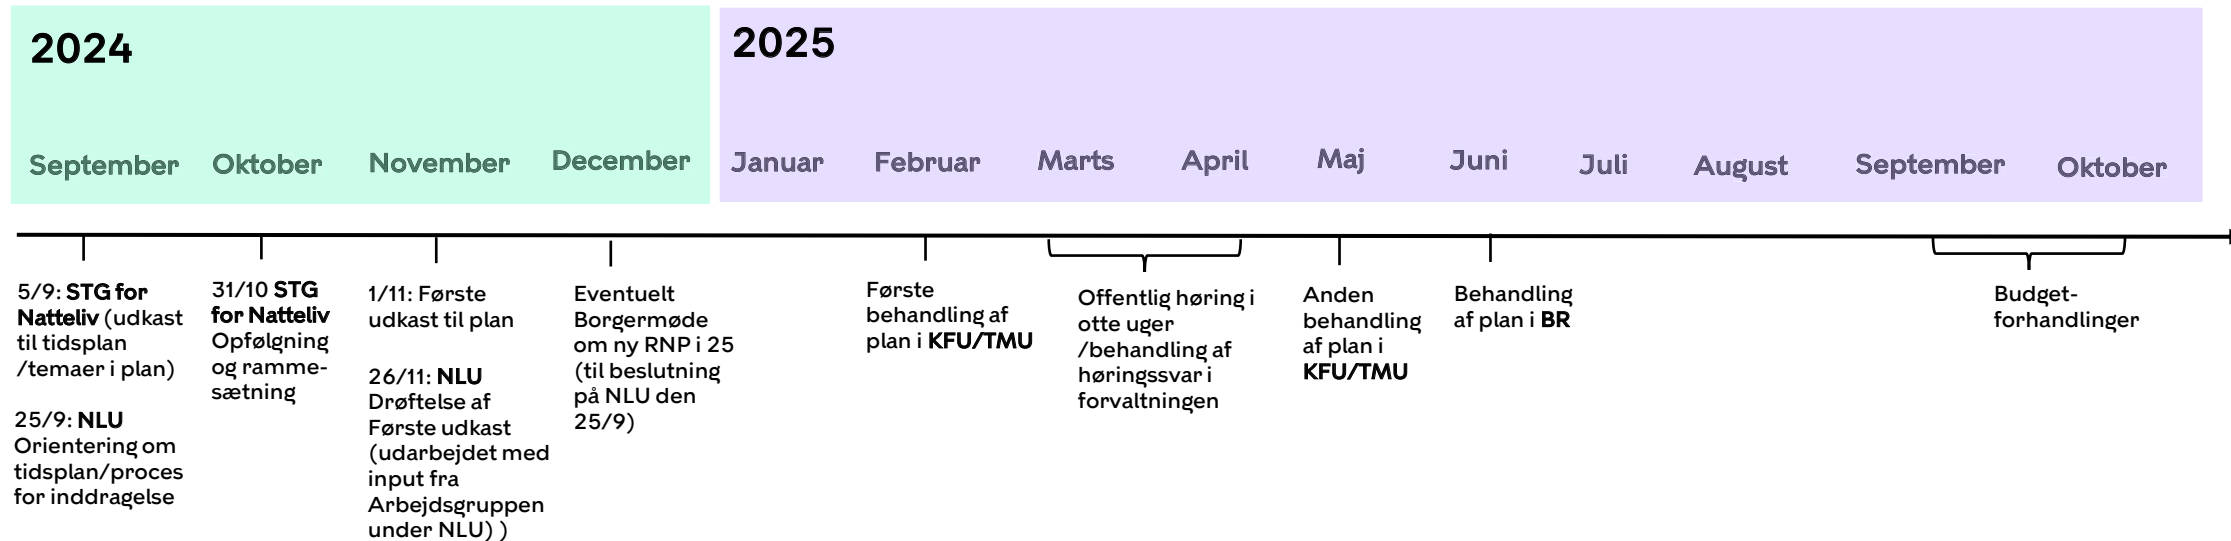 2024
September
Oktober
November
December
2025
Januar
Februar
Marts
April
Maj
Juni
Juli
August
September
Oktober
5/9: STG for
Natteliv (udkast
til tidsplan
/temaer i plan)
25/9: NLU
Orientering om
tidsplan/proces
for inddragelse
31/10 STG
for Natteliv
Opfølgning
og ramme-
sætning
1/11: Første
udkast til plan
26/11: NLU
Drøftelse af
Første udkast
(udarbejdet med
input fra
Arbejdsgruppen
under NLU) )
Eventuelt
Borgermøde
om ny RNP i 25
(til beslutning
på NLU den
25/9)
Første
behandling af
plan i KFU/TMU
Offentlig høring i
otte uger
/behandling af
høringssvar i
forvaltningen
Anden
behandling
af plan i
KFU/TMU
Behandling
af plan i BR
Budget-
forhandlinger